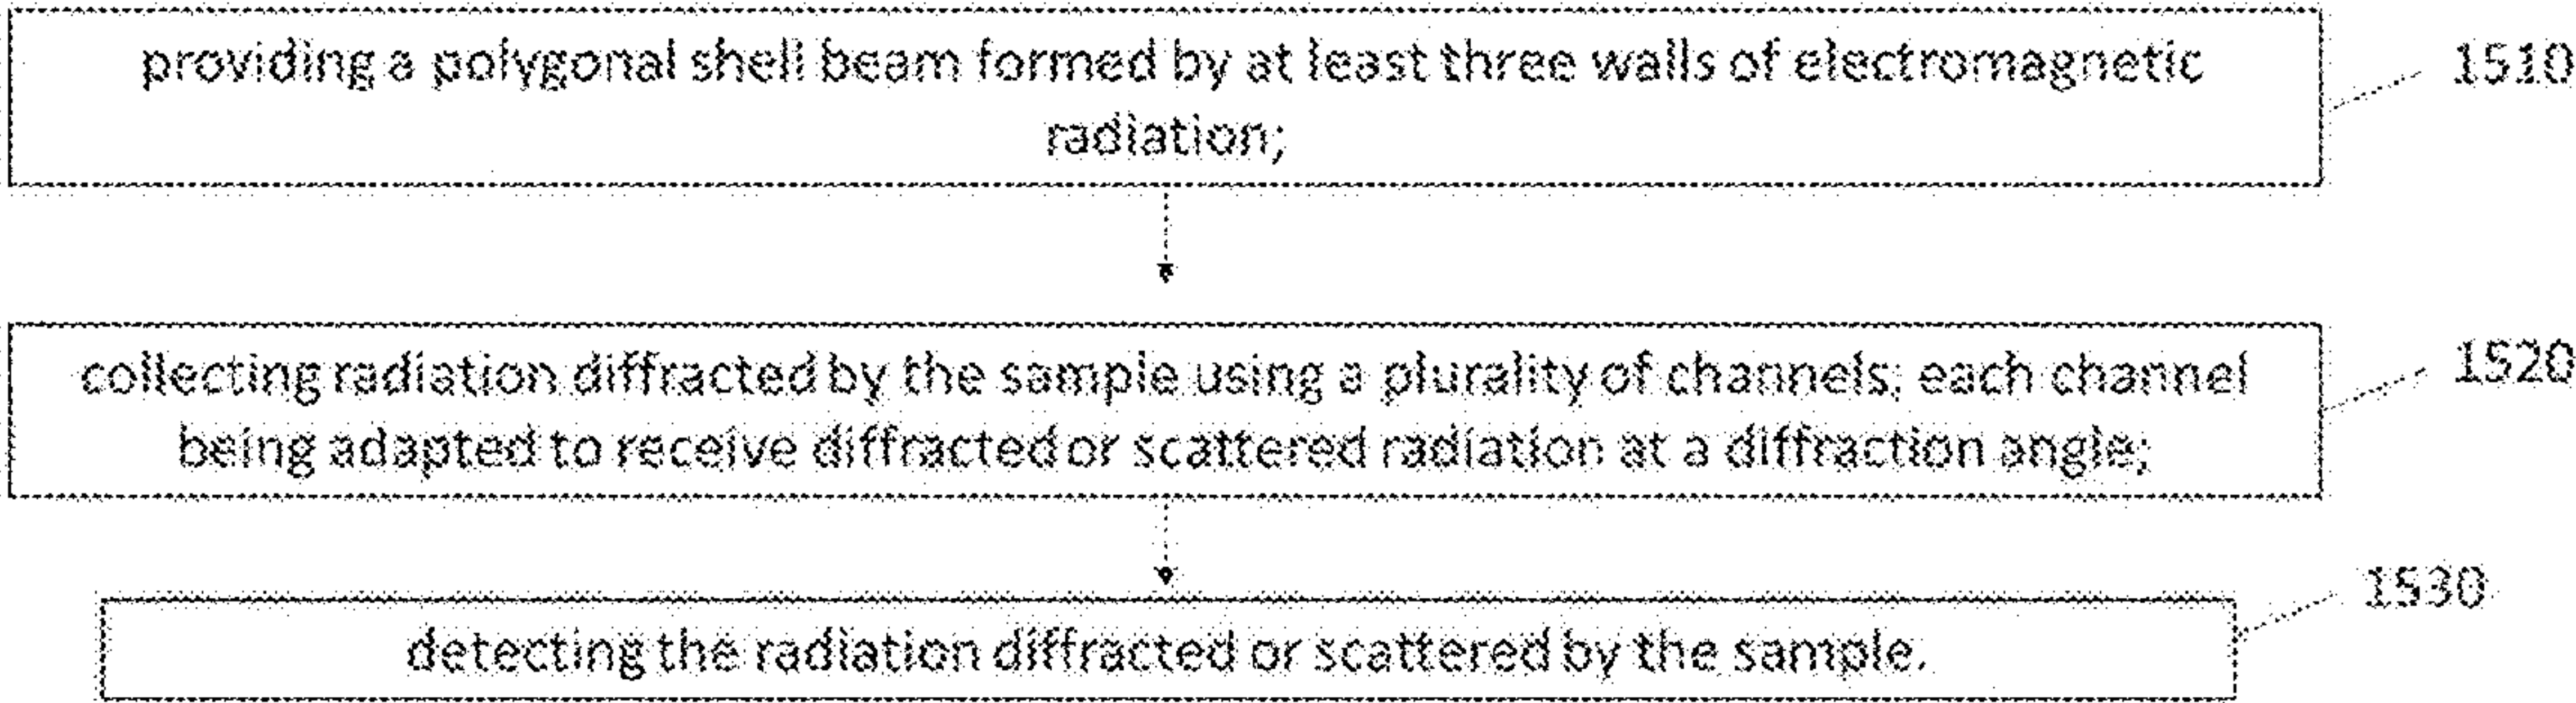 providing a polygonal shell beam formed by at least three walls of electromagnetic
radiation;
1510
collecting radiation diffracted by the sample using a plurality of channels; each channel
being adapted to receive diffracted or scattered radiation at a diffraction angle;
1520
detecting the radiation diffracted or scattered by the sample.
1530